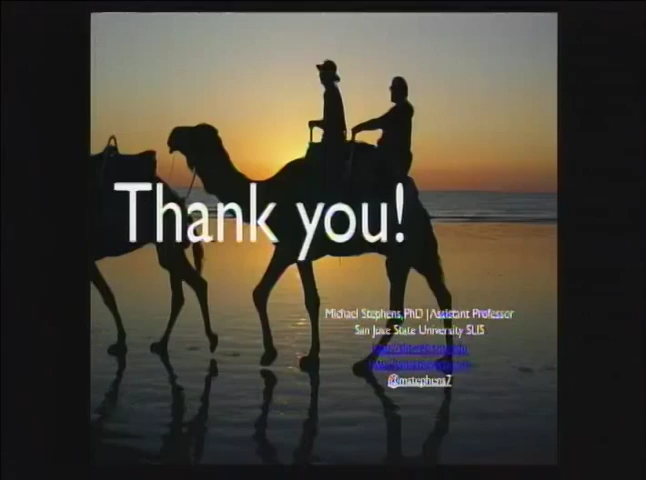 Thank you!
Michael Stephens, PhD | Assistant Professor
San Jose State University SLIS
@mstephens7